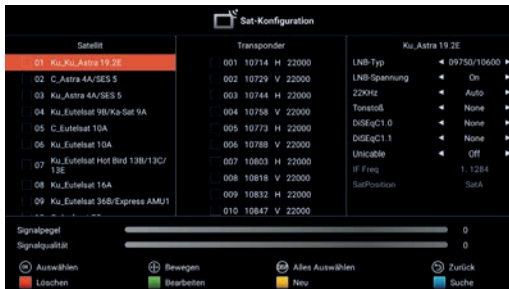 Sat-Konfiguration
Satellit
01 Ku_Ku_Astra 19.2E
02 C_Astra 4A/SES 5
03 Ku_Astra 4A/SES 5
04 Ku_Eutelsat 9B/Ka-Sat 9A
05 C_Eutelsat 10A
06 Ku_Eutelsat 10A
07 Ku_Eutelsat Hot Bird 13B/13C/
13E
08 Ku_Eutelsat 16A
09 Ku_Eutelsat 36B/Express AMU1
Transponder
001 10714 H 22000
002 10729 V 22000
003 10744 H 22000
004 10758 V 22000
005 10773 H 22000
006 10788 V 22000
007 10803 H 22000
008 10818 V 22000
009 10832 H 22000
010 10847 V 22000
Ku_Astra 19.2E
LNB-Typ 09750/10600
LNB-Spannung On
22KHz Auto
Tonstoß None
DiSEqC1.0 None
DiSEqC1.1 None
Unicable Off
IF Freq 1. 1284
SatPosition SatA
Signalpegel 0
Signalqualität 0
OK Auswählen Bewegen Alles Auswählen Zurück
Löschen Bearbeiten Neu Suche